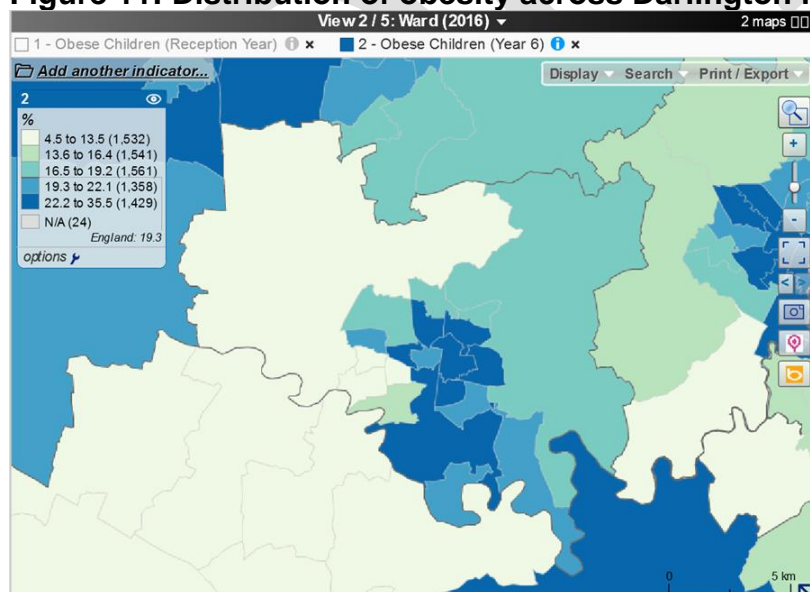 Figure 11: Distribution of obesity across Darlington
View 2 / 5: Ward (2016)
2 maps
1 - Obese Children (Reception Year) i x
2 - Obese Children (Year 6) i x
Add another indicator...
Display Search Print / Export
2
%
4.5 to 13.5 (1,532)
13.6 to 16.4 (1,541)
16.5 to 19.2 (1,561)
19.3 to 22.1 (1,358)
22.2 to 35.5 (1,429)
N/A (24)
England: 19.3
options
+
-
< >
0 5 km